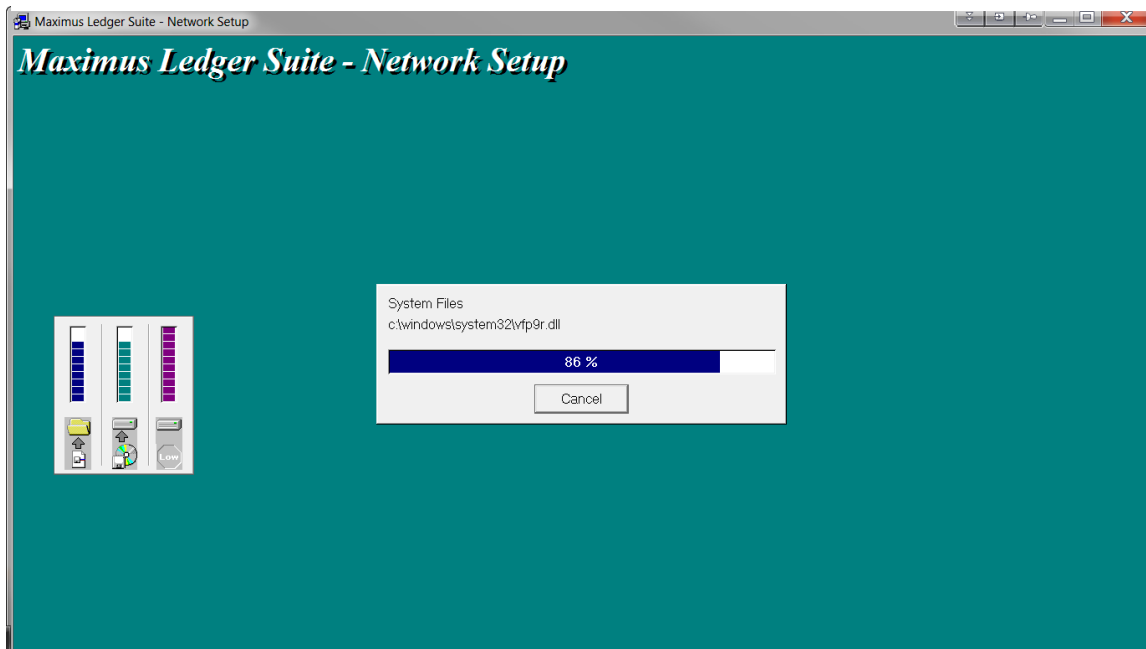 Maximus Ledger Suite - Network Setup
Maximus Ledger Suite - Network Setup
System Files
c:\windows\system32\vfp9r.dll
86 %
Cancel
Low